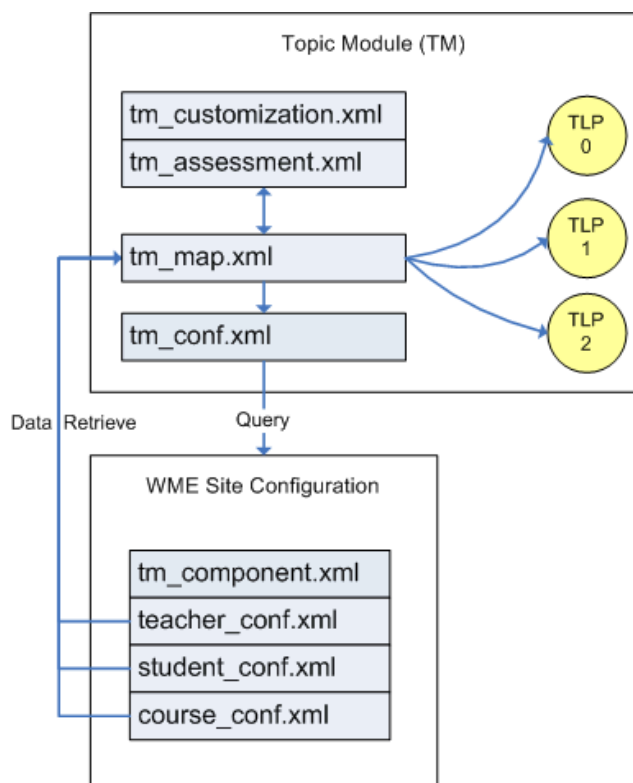 Topic Module (TM)
tm_customization.xml
tm_assessment.xml
tm_map.xml
tm_conf.xml
TLP
0
TLP
1
TLP
2
Data Retrieve
Query
WME Site Configuration
tm_component.xml
teacher_conf.xml
student_conf.xml
course_conf.xml